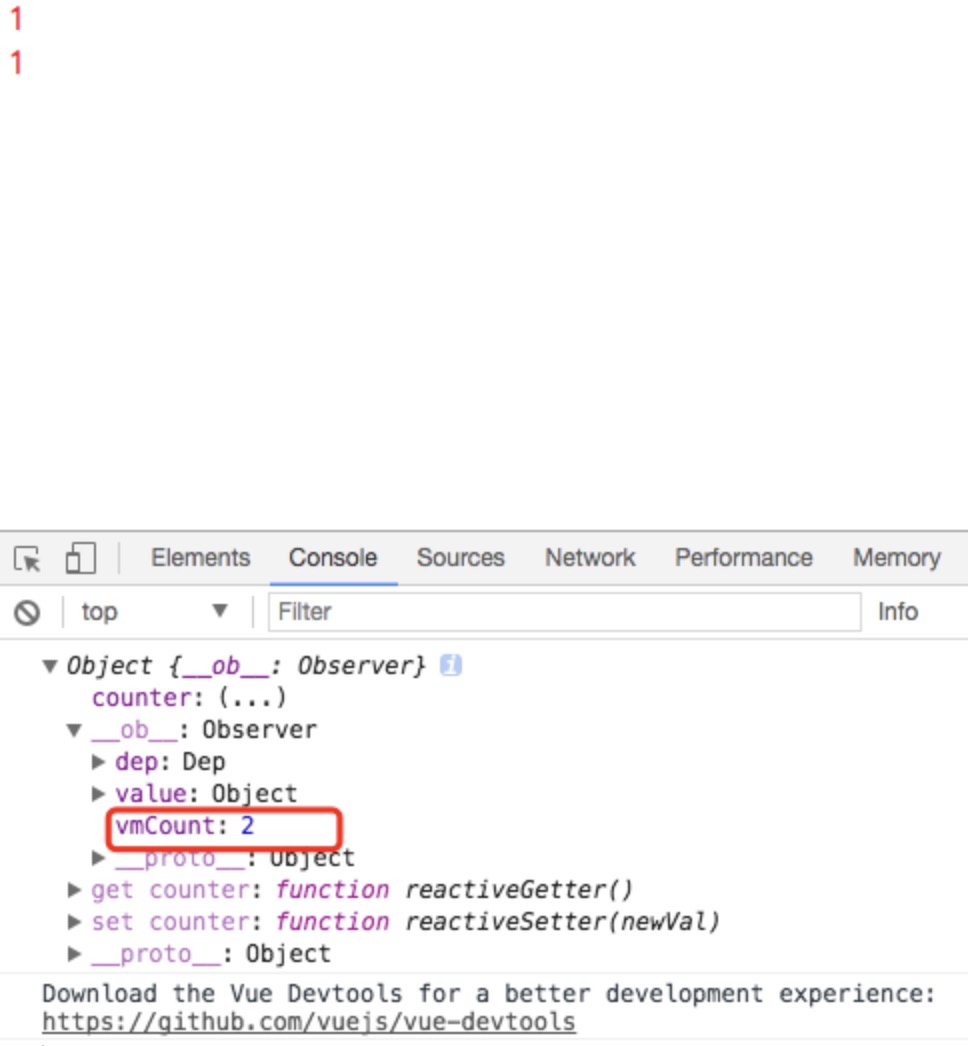 1
1
Elements Console Sources Network Performance Memory
top Filter Info
Object {__ob__: Observer} i
counter: (...)
__ob__: Observer
dep: Dep
value: Object
vmCount: 2
__proto__: Object
get counter: function reactiveGetter()
set counter: function reactiveSetter(newVal)
__proto__: Object
Download the Vue Devtools for a better development experience:
https://github.com/vuejs/vue-devtools